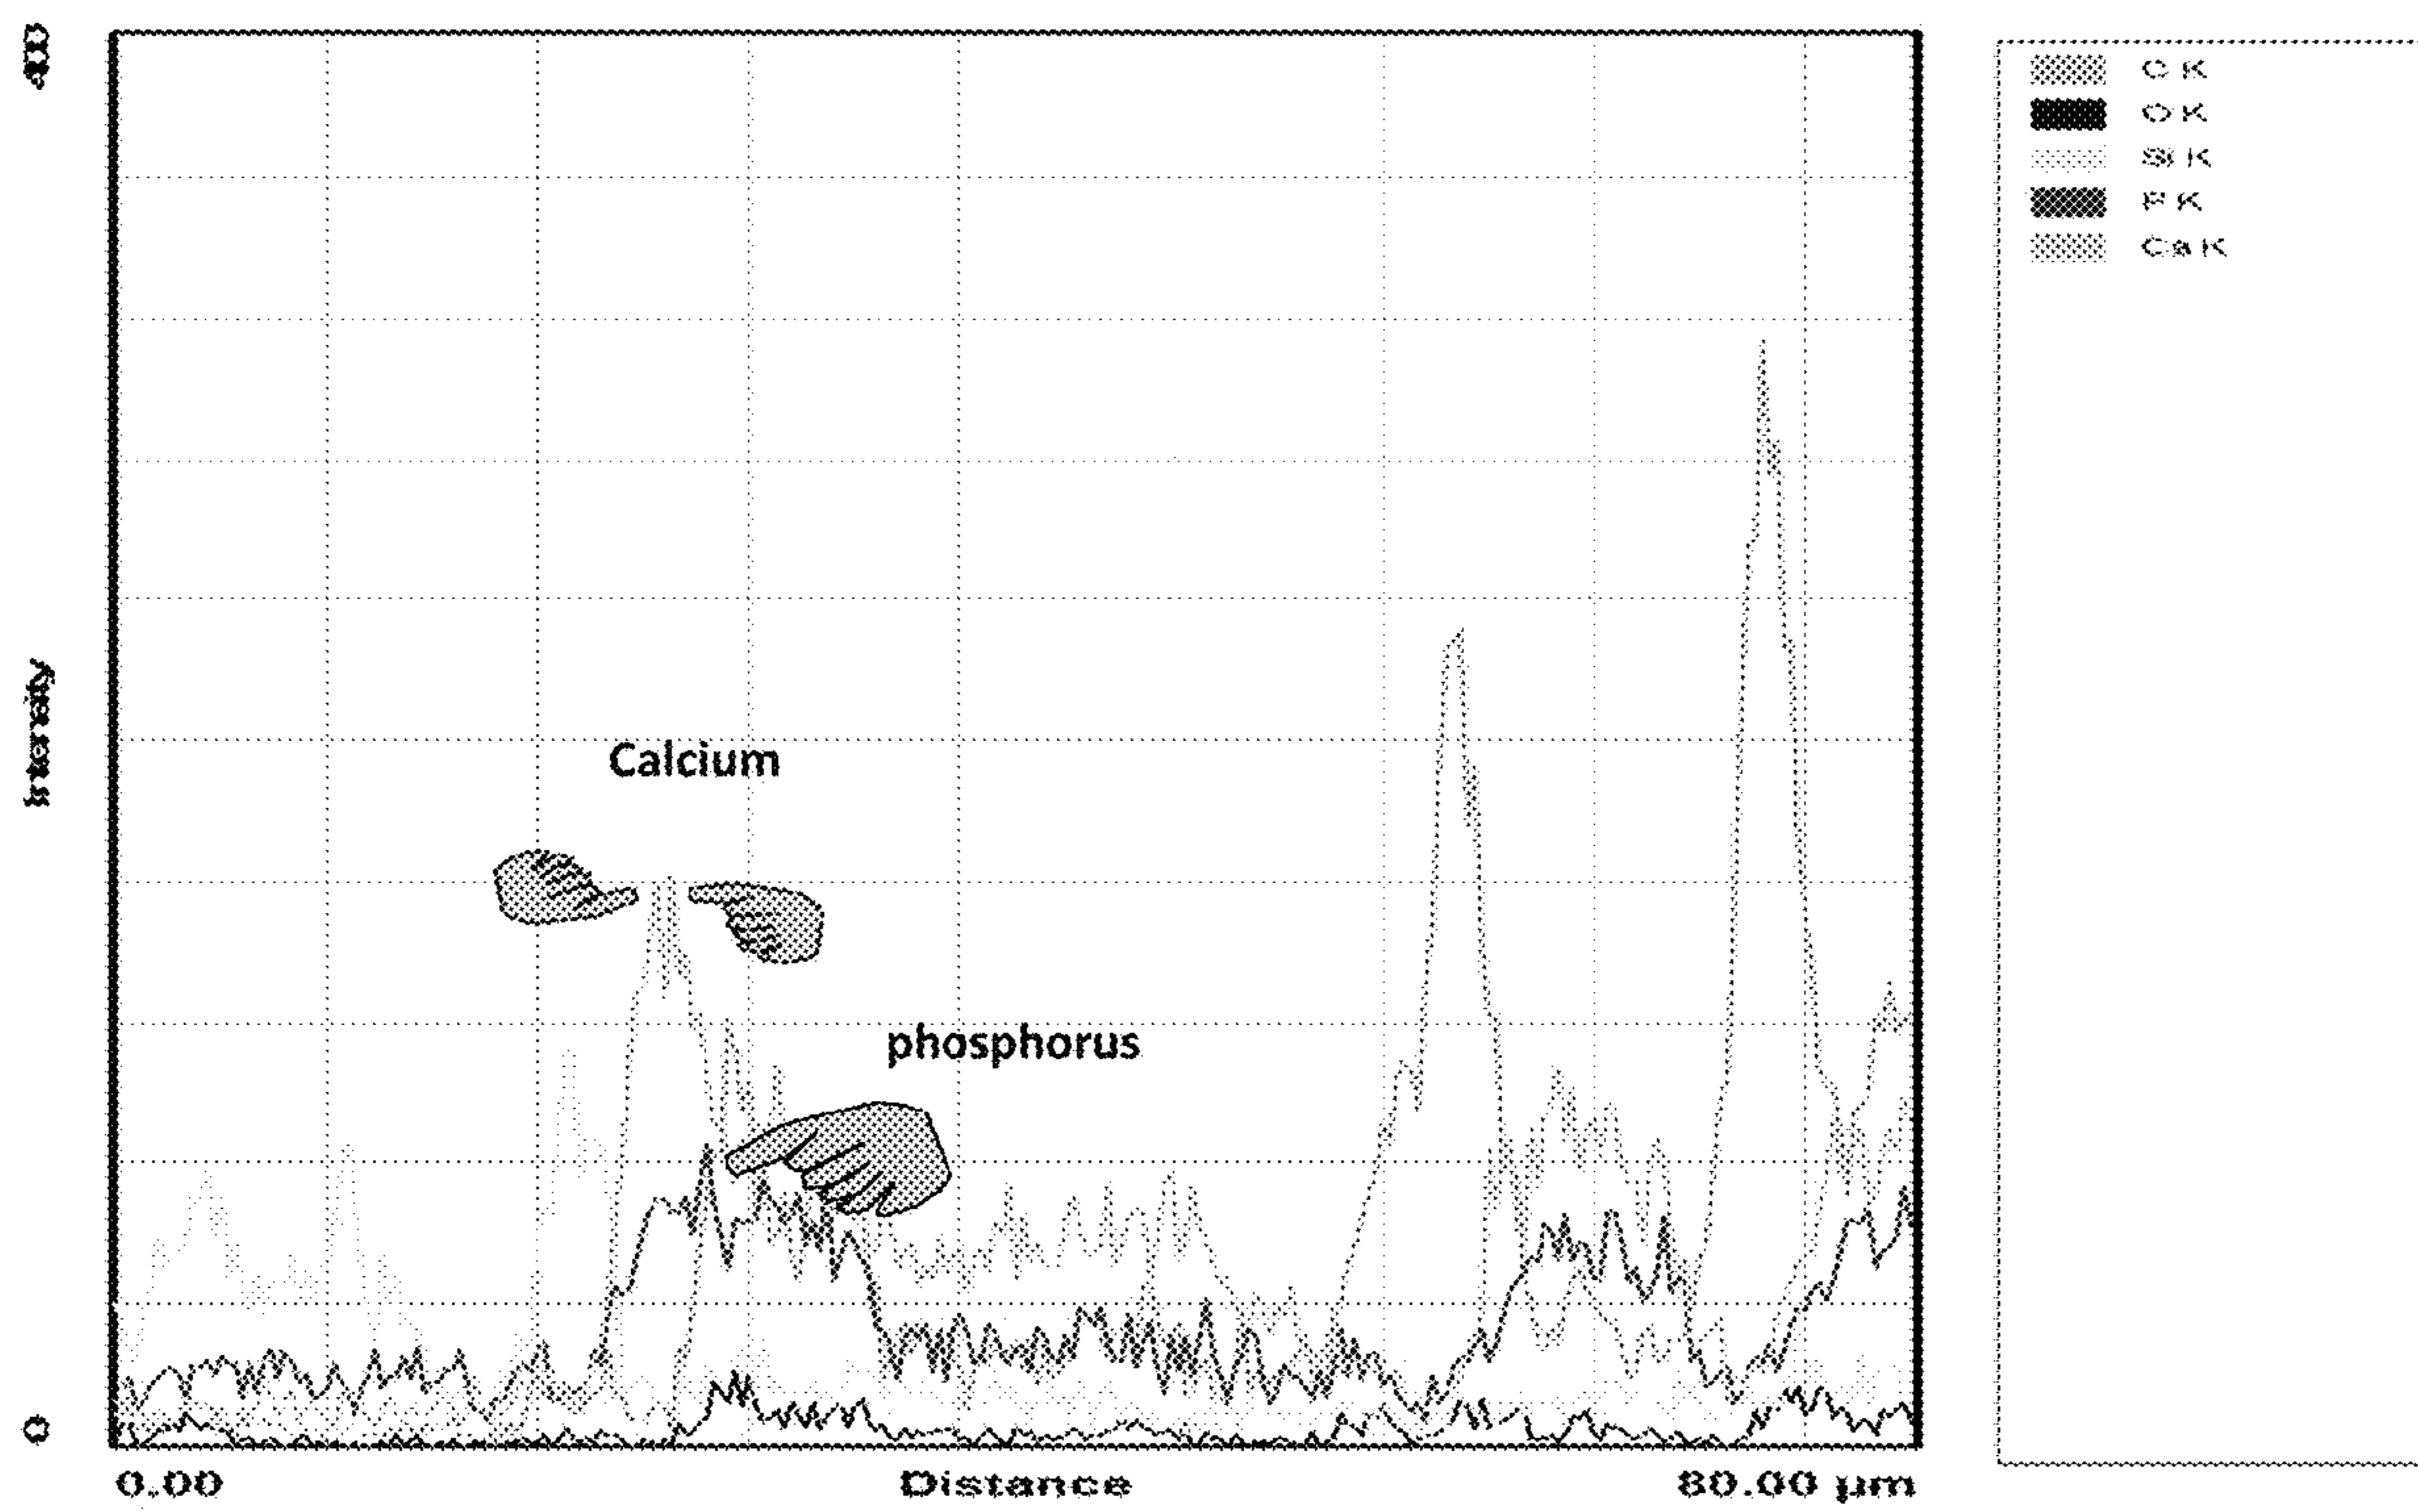 400
C K
O K
Si K
P K
Ca K
Intensity
Calcium
phosphorus
0
0.00
Distance
80.00 µm